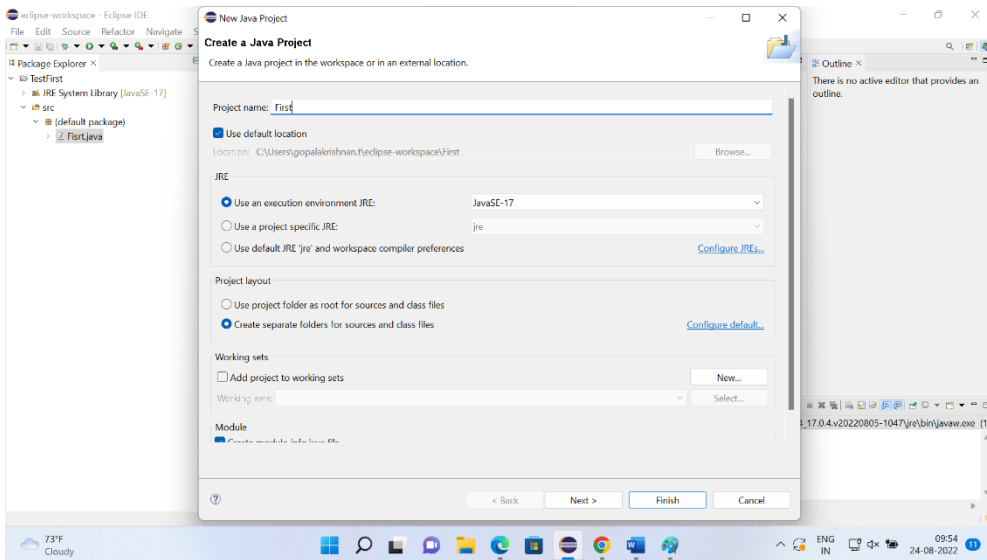 eclipse-workspace - Eclipse IDE
File Edit Source Refactor Navigate S
Package Explorer ×
TestFirst
JRE System Library [JavaSE-17]
src
(default package)
Fisrt.java
New Java Project
Create a Java Project
Create a Java project in the workspace or in an external location.
Project name: First
Use default location
Location: C:\Users\gopalakrishnan.t\eclipse-workspace\First
Browse...
JRE
Use an execution environment JRE:
JavaSE-17
Use a project specific JRE:
jre
Use default JRE 'jre' and workspace compiler preferences
Configure JREs...
Project layout
Use project folder as root for sources and class files
Create separate folders for sources and class files
Configure default...
Working sets
Add project to working sets
New...
Working sets:
Select...
Module
Create module-info.java file
< Back
Next >
Finish
Cancel
Outline ×
There is no active editor that provides an
outline.
_17.0.4.v20220805-1047\jre\bin\javaw.exe (1
73°F
Cloudy
ENG
IN
09:54
24-08-2022
11